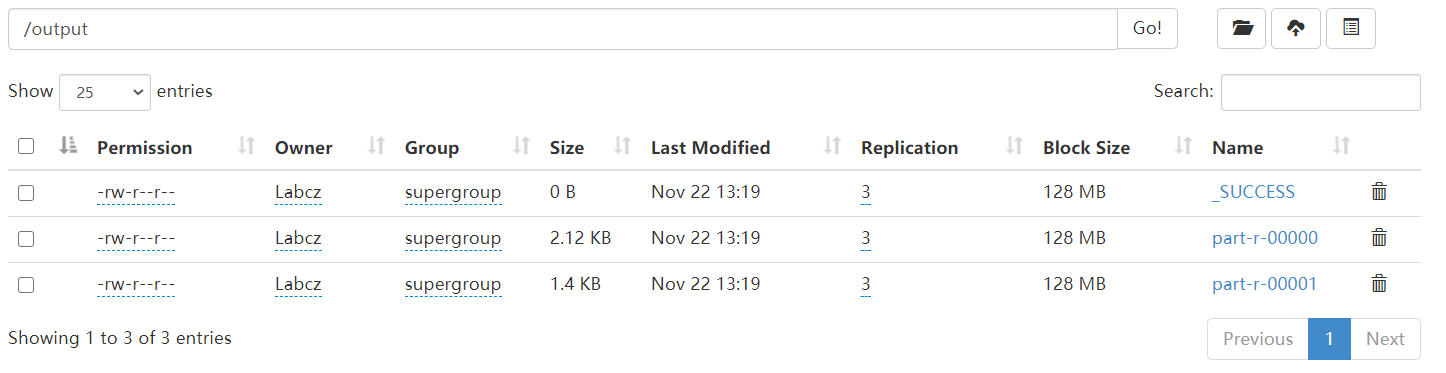 /output Go!
Show 25 entries Search:
Permission Owner Group Size Last Modified Replication Block Size Name
-rw-r--r-- Labcz supergroup 0 B Nov 22 13:19 3 128 MB _SUCCESS
-rw-r--r-- Labcz supergroup 2.12 KB Nov 22 13:19 3 128 MB part-r-00000
-rw-r--r-- Labcz supergroup 1.4 KB Nov 22 13:19 3 128 MB part-r-00001
Showing 1 to 3 of 3 entries Previous 1 Next